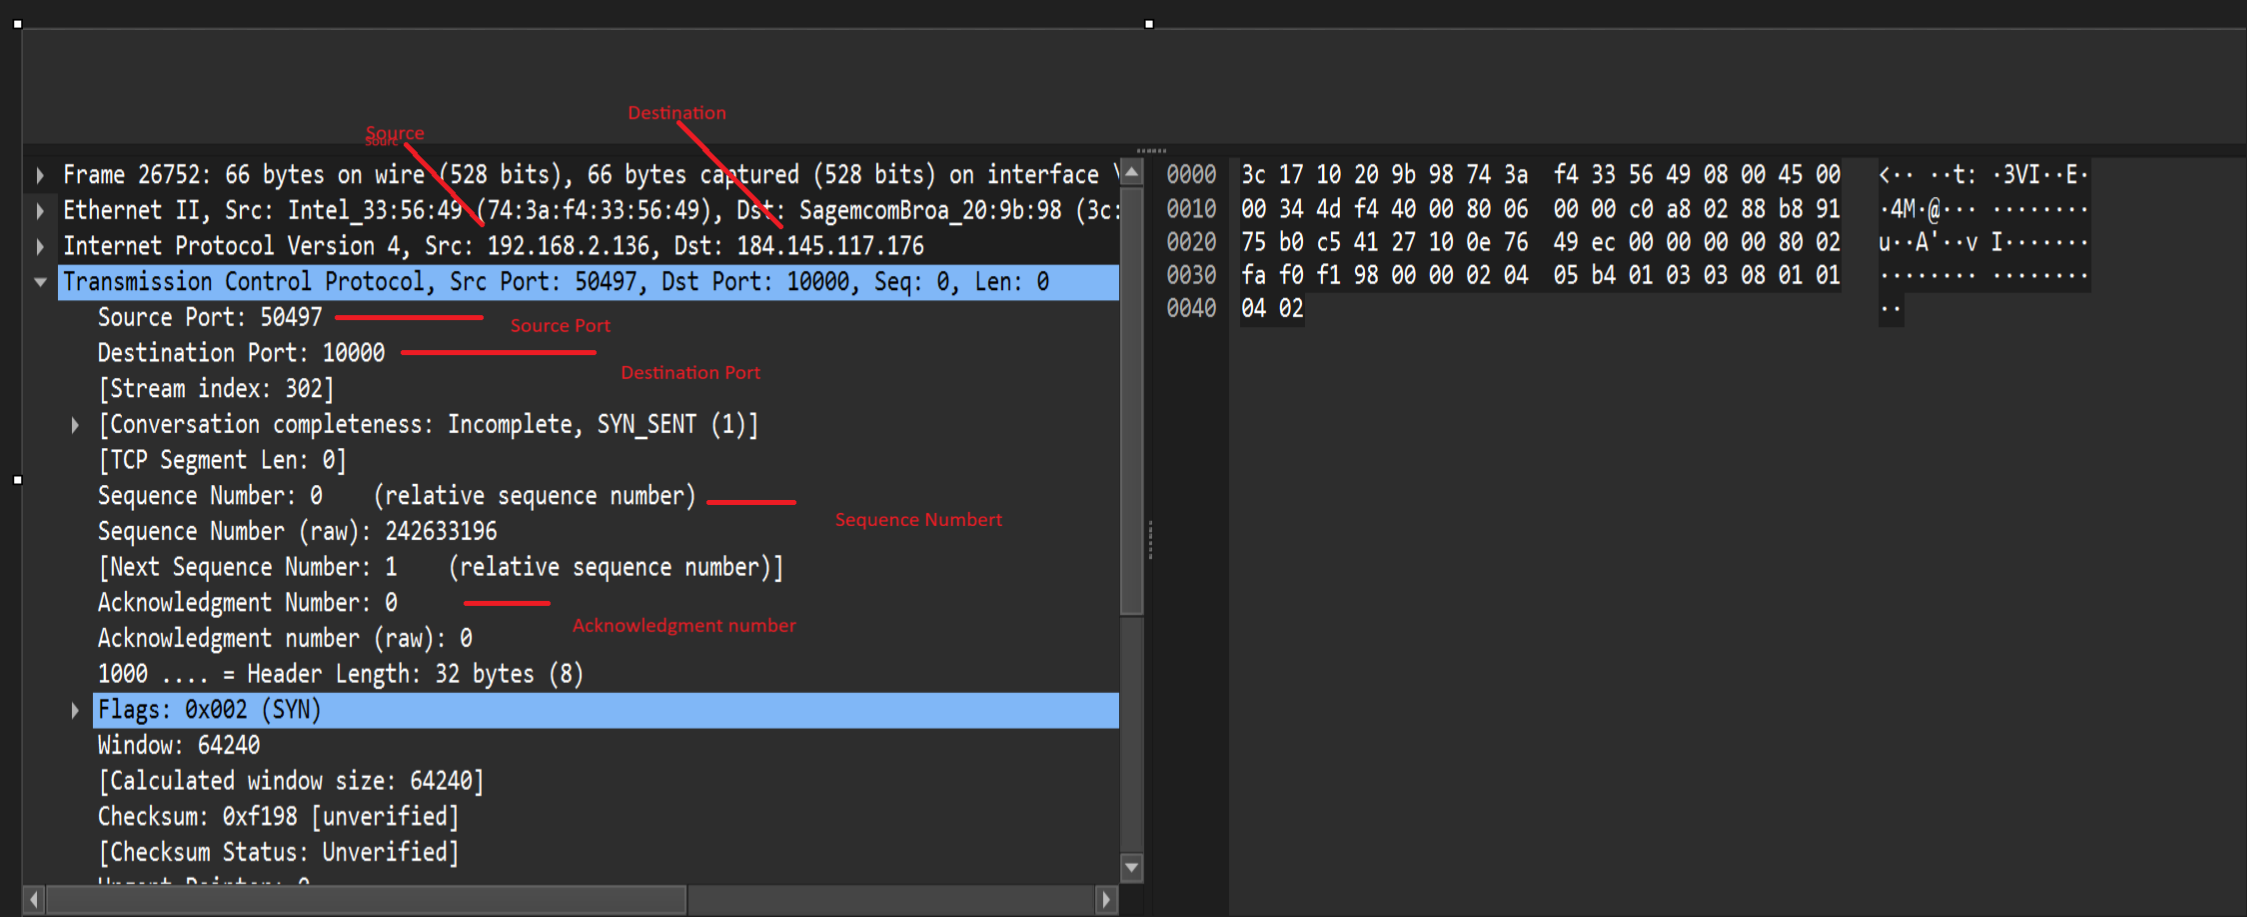 Destination
Source
Sourc
Frame 26752: 66 bytes on wire (528 bits), 66 bytes captured (528 bits) on interface \
Ethernet II, Src: Intel_33:56:49 (74:3a:f4:33:56:49), Dst: SagemcomBroa_20:9b:98 (3c:
Internet Protocol Version 4, Src: 192.168.2.136, Dst: 184.145.117.176
Transmission Control Protocol, Src Port: 50497, Dst Port: 10000, Seq: 0, Len: 0
Source Port: 50497
Source Port
Destination Port: 10000
Destination Port
[Stream index: 302]
[Conversation completeness: Incomplete, SYN_SENT (1)]
[TCP Segment Len: 0]
Sequence Number: 0    (relative sequence number)
Sequence Numbert
Sequence Number (raw): 242633196
[Next Sequence Number: 1    (relative sequence number)]
Acknowledgment Number: 0
Acknowledgment number
Acknowledgment number (raw): 0
1000 .... = Header Length: 32 bytes (8)
Flags: 0x002 (SYN)
Window: 64240
[Calculated window size: 64240]
Checksum: 0xf198 [unverified]
[Checksum Status: Unverified]
Urgent Pointer: 0
0000 3c 17 10 20 9b 98 74 3a f4 33 56 49 08 00 45 00 <·· ··t: ·3VI··E·
0010 00 34 4d f4 40 00 80 06 00 00 c0 a8 02 88 b8 91 ·4M·@··· ········
0020 75 b0 c5 41 27 10 0e 76 49 ec 00 00 00 00 80 02 u··A'··v I·······
0030 fa f0 f1 98 00 00 02 04 05 b4 01 03 03 08 01 01 ········ ········
0040 04 02 ··